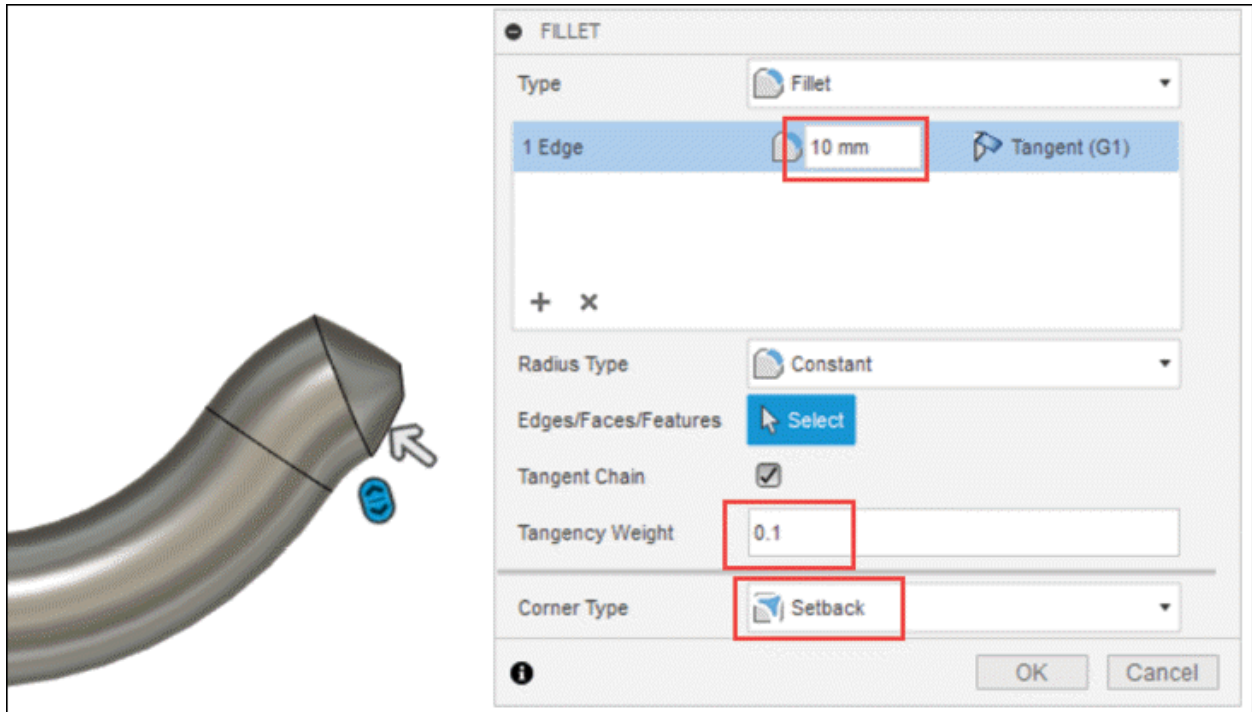 FILLET
Type Fillet
1 Edge 10 mm Tangent (G1)
Radius Type Constant
Edges/Faces/Features Select
Tangent Chain
Tangency Weight 0.1
Corner Type Setback
OK Cancel